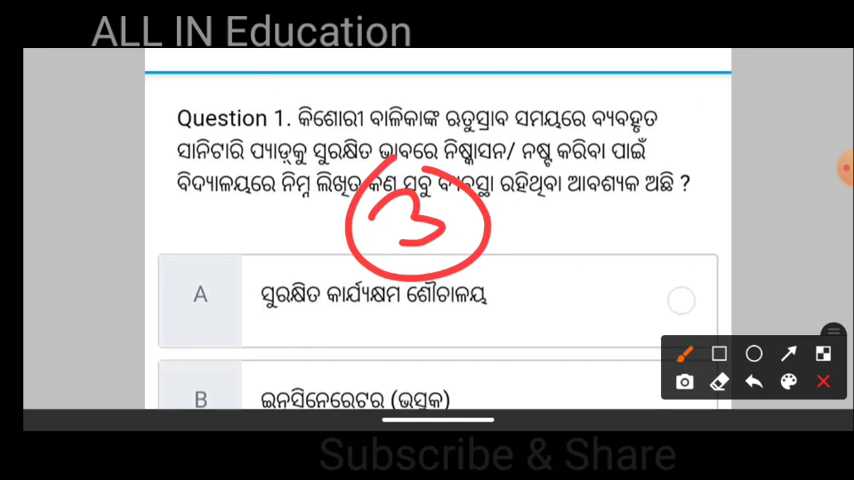 ALL IN Education
Question 1. କିଶୋରୀ ବାଳିକାଙ୍କ ଋତୁସ୍ରାବ ସମୟରେ ବ୍ୟବହୃତ
ସାନିଟାରି ପ୍ୟାଡ଼୍‌କୁ ସୁରକ୍ଷିତ ଭାବରେ ନିଷ୍କାସନ/ ନଷ୍ଟ କରିବା ପାଇଁ
ବିଦ୍ୟାଳୟରେ ନିମ୍ନ ଲିଖିତ କଣ ସବୁ ବ୍ୟବସ୍ଥା ରହିଥିବା ଆବଶ୍ୟକ ଅଛି ?
3
A ସୁରକ୍ଷିତ କାର୍ଯ୍ୟକ୍ଷମ ଶୌଚାଳୟ
B ଇନସିନେରେଟର (ଭସ୍ମକ)
Subscribe & Share